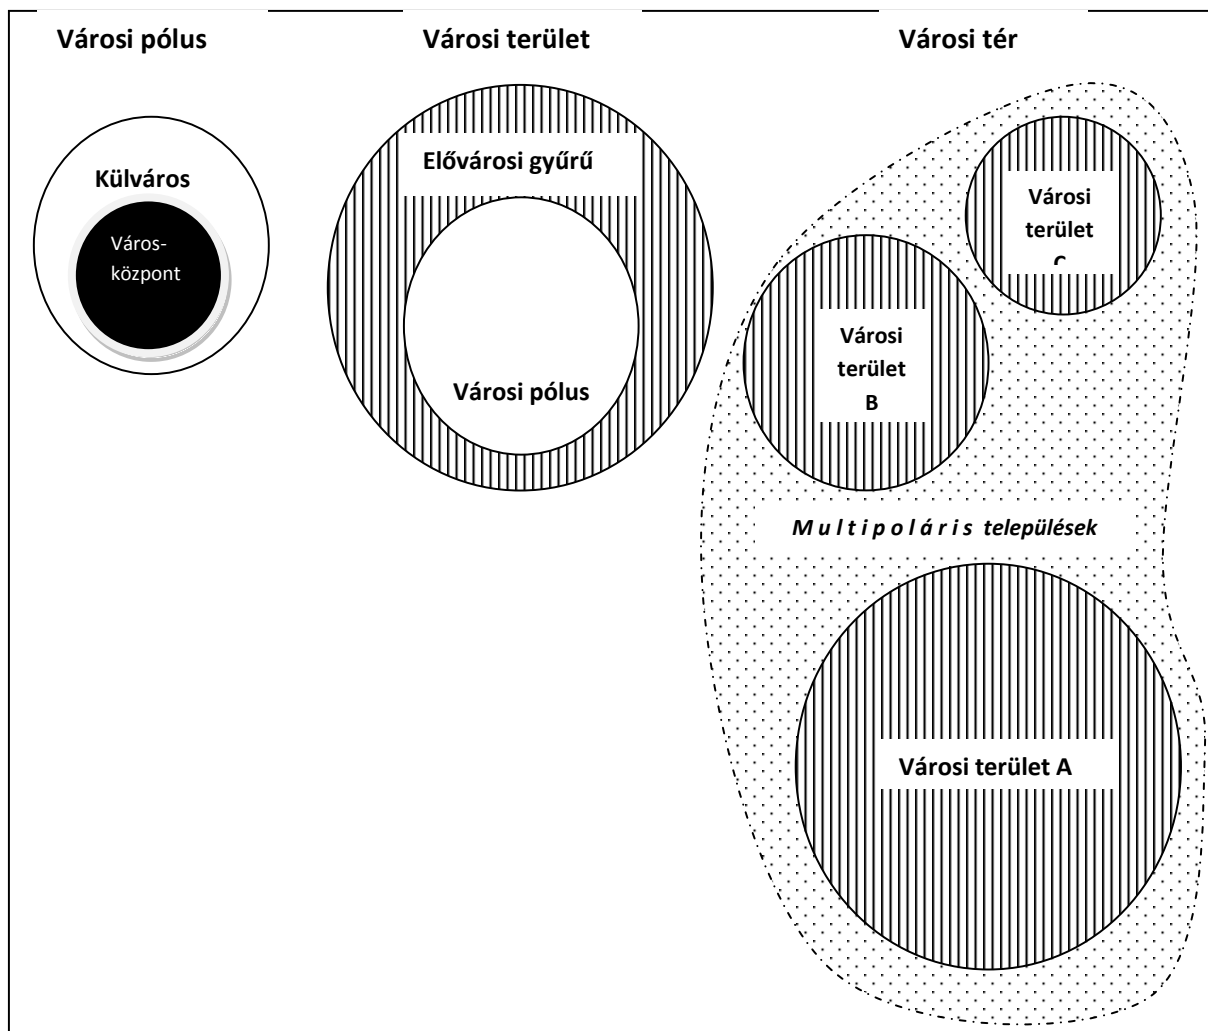 Városi pólus
Városi terület
Városi tér
Külváros
Város-
központ
Elővárosi gyűrű
Városi pólus
Városi
terület
C
Városi
terület
B
Multipoláris települések
Városi terület A